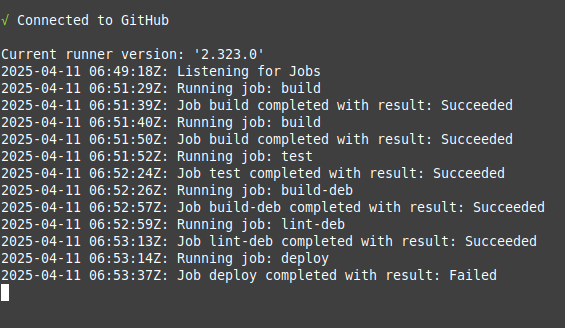 √ Connected to GitHub
Current runner version: '2.323.0'
2025-04-11 06:49:18Z: Listening for Jobs
2025-04-11 06:51:29Z: Running job: build
2025-04-11 06:51:39Z: Job build completed with result: Succeeded
2025-04-11 06:51:40Z: Running job: build
2025-04-11 06:51:50Z: Job build completed with result: Succeeded
2025-04-11 06:51:52Z: Running job: test
2025-04-11 06:52:24Z: Job test completed with result: Succeeded
2025-04-11 06:52:26Z: Running job: build-deb
2025-04-11 06:52:57Z: Job build-deb completed with result: Succeeded
2025-04-11 06:52:59Z: Running job: lint-deb
2025-04-11 06:53:13Z: Job lint-deb completed with result: Succeeded
2025-04-11 06:53:14Z: Running job: deploy
2025-04-11 06:53:37Z: Job deploy completed with result: Failed